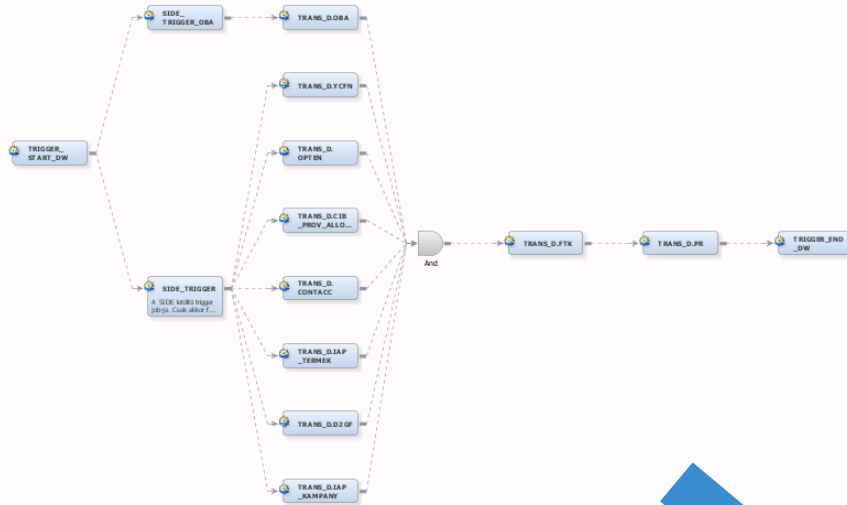 SIDE_
TRIGGER_OBA
TRANS_D.OBA
TRANS_D.YCFN
TRIGGER_
START_DW
TRANS_D.
OPTEN
TRANS_D.CIB
_PROV_ALLO...
And
TRANS_D.FTK
TRANS_D.PR
TRIGGER_END
_DW
SIDE_TRIGGER
A SIDE letöltő trigger
job-ja. Csak akkor f...
TRANS_D.
CONTACC
TRANS_D.IAP
_TERMEK
TRANS_D.D2GF
TRANS_D.IAP
_KAMPANY